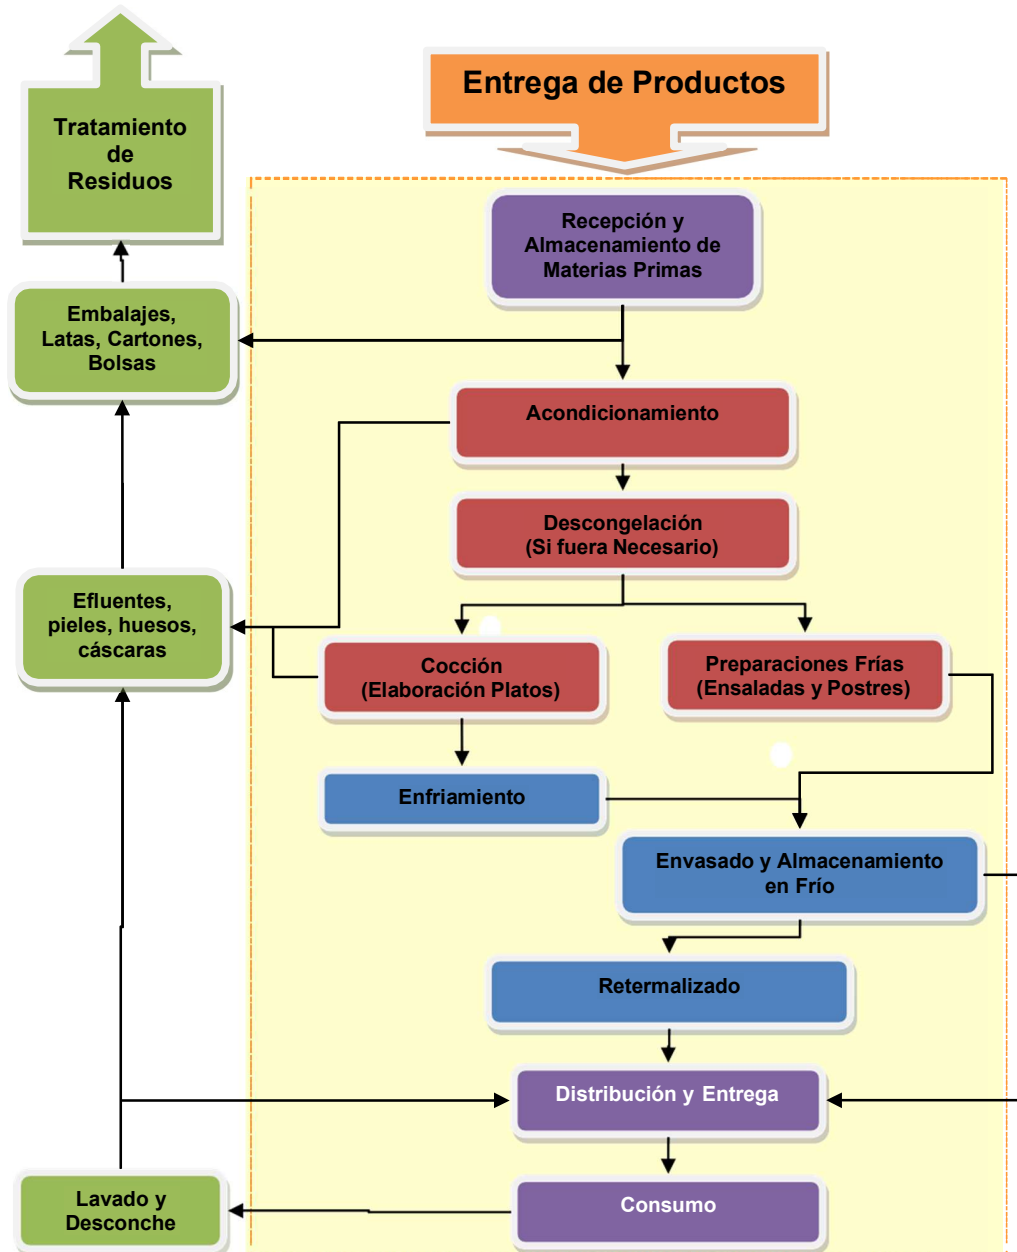 Entrega de Productos
Tratamiento
de
Residuos
Recepción y
Almacenamiento de
Materias Primas
Embalajes,
Latas, Cartones,
Bolsas
Acondicionamiento
Descongelación
(Si fuera Necesario)
Efluentes,
pieles, huesos,
cáscaras
Cocción
(Elaboración Platos)
Preparaciones Frías
(Ensaladas y Postres)
Enfriamiento
Envasado y Almacenamiento
en Frío
Retermalizado
Distribución y Entrega
Lavado y
Desconche
Consumo